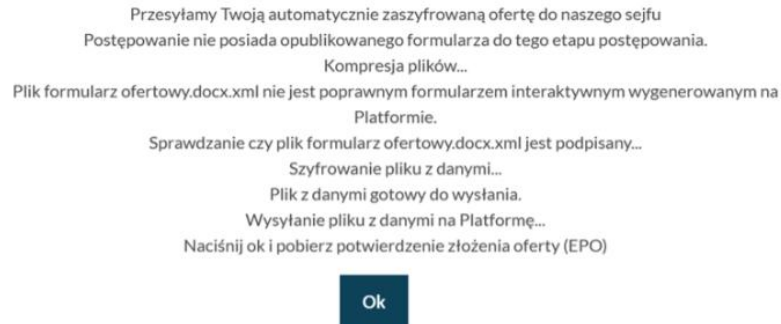 Przesyłamy Twoją automatycznie zaszyfrowaną ofertę do naszego sejfu
Postępowanie nie posiada opublikowanego formularza do tego etapu postępowania.
Kompresja plików...
Plik formularz ofertowy.docx.xml nie jest poprawnym formularzem interaktywnym wygenerowanym na
Platformie.
Sprawdzanie czy plik formularz ofertowy.docx.xml jest podpisany...
Szyfrowanie pliku z danymi...
Plik z danymi gotowy do wysłania.
Wysyłanie pliku z danymi na Platformę...
Naciśnij ok i pobierz potwierdzenie złożenia oferty (EPO)
Ok